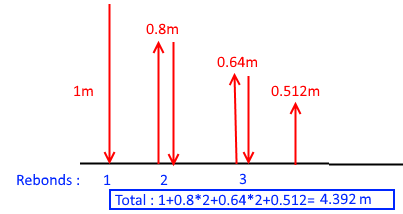 0.8m
0.64m
1m
0.512m
Rebonds : 1 2 3
Total : 1+0.8*2+0.64*2+0.512= 4.392 m